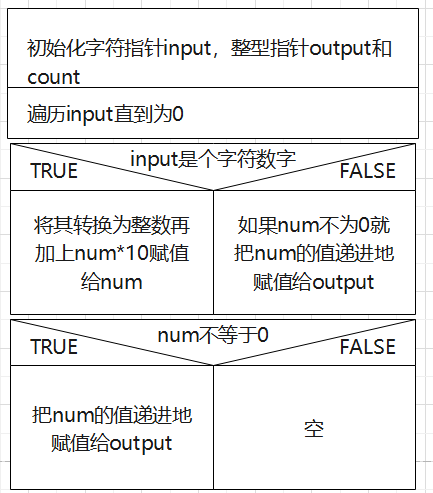 初始化字符指针input，整型指针output和
count
遍历input直到为0
input是个字符数字
TRUE
FALSE
将其转换为整数再
加上num*10赋值
给num
如果num不为0就
把num的值递进地
赋值给output
num不等于0
TRUE
FALSE
把num的值递进地
赋值给output
空